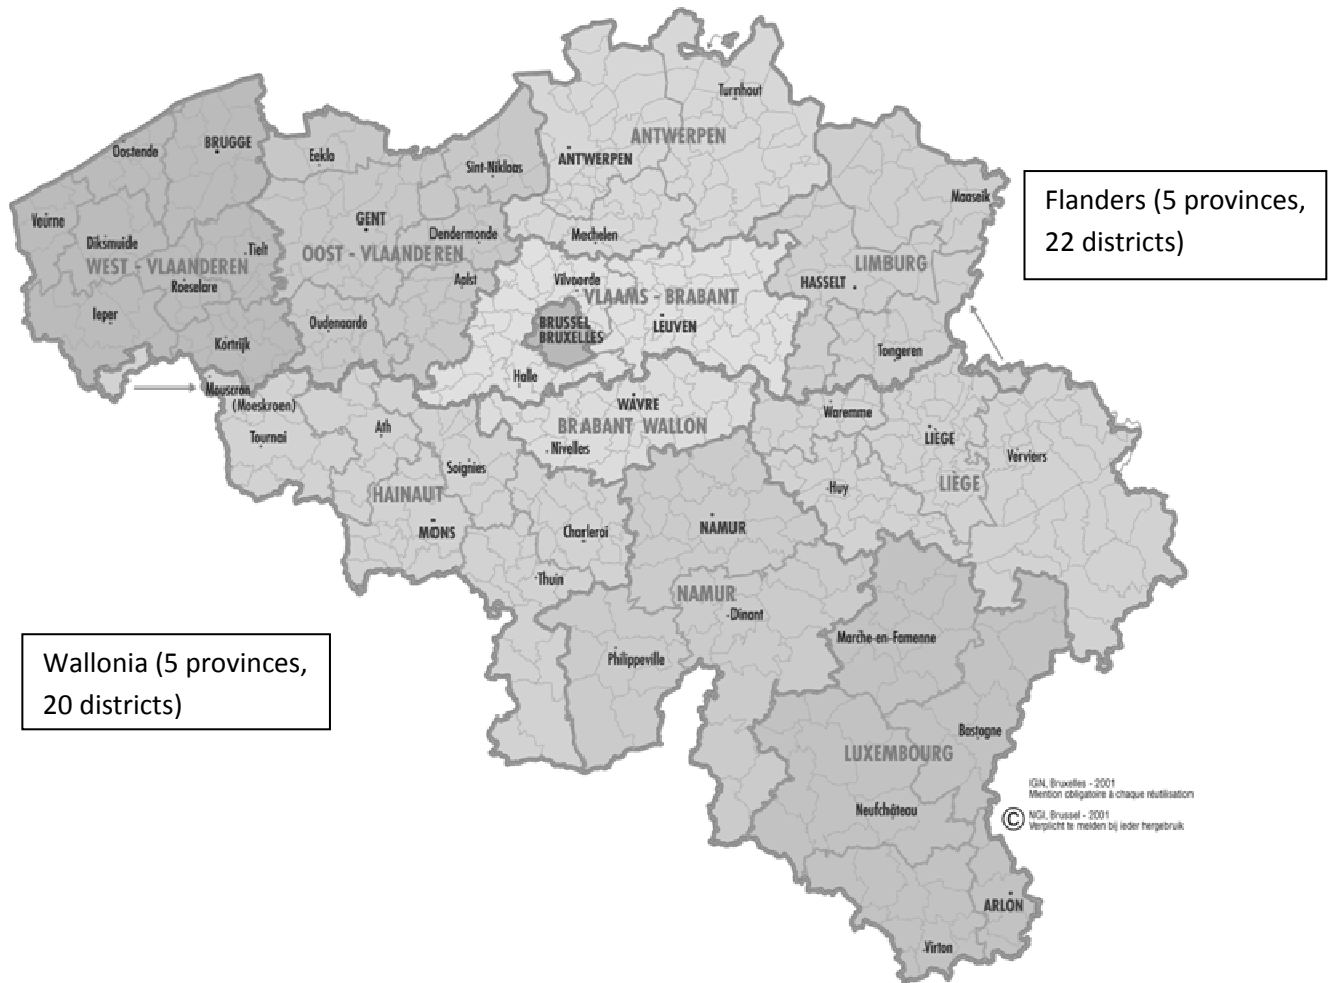 Turnhout
ANTWERPEN
BRUGGE
Oostende
Eeklo
Sint-Niklaas
ANTWERPEN
Maaseik
Flanders (5 provinces,
22 districts)
Veurne
GENT
Dendermonde
Mechelen
Diksmuide
Tielt
WEST - VLAANDEREN
OOST - VLAANDEREN
LIMBURG
Roeselare
Aalst
Vilvoorde
VLAAMS - BRABANT
HASSELT
Ieper
Oudenaarde
BRUSSEL
BRUXELLES
LEUVEN
Kortrijk
Tongeren
Halle
Mouscron
(Moeskroen)
WAVRE
Waremme
Tournai
Ath
BRABANT WALLON
LIÈGE
Nivelles
Verviers
Soignies
HAINAUT
Huy
LIÈGE
MONS
Charleroi
NAMUR
Thuin
NAMUR
Dinant
Marche-en-Famenne
Wallonia (5 provinces,
20 districts)
Philippeville
Bastogne
LUXEMBOURG
Neufchâteau
IGN, Bruxelles - 2001
Mention obligatoire à chaque réutilisation
© NGI, Brussel - 2001
Verplicht te melden bij ieder hergebruik
ARLON
Virton